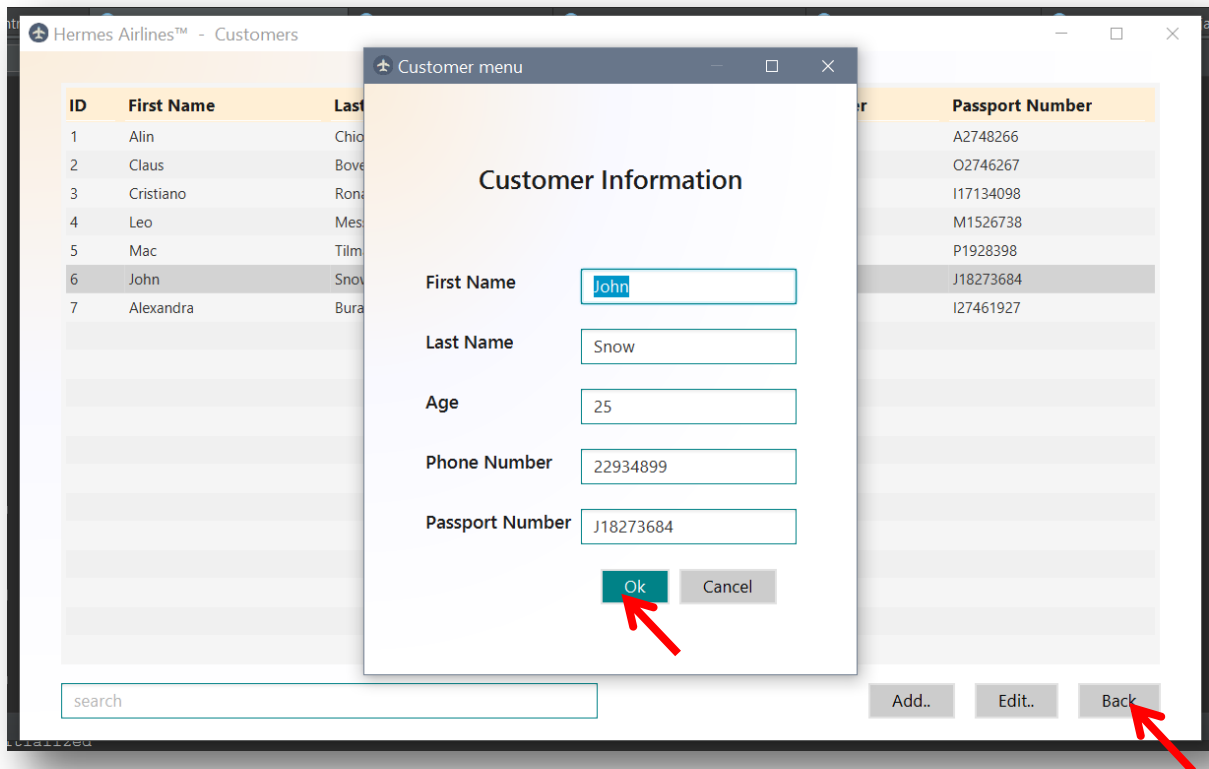 Hermes Airlines™ - Customers
Customer menu
ID First Name Passport Number
1 Alin A2748266
2 Claus O2746267
3 Cristiano I17134098
4 Leo M1526738
5 Mac P1928398
6 John J18273684
7 Alexandra I27461927
Customer Information
First Name John
Last Name Snow
Age 25
Phone Number 22934899
Passport Number J18273684
Ok Cancel
search Add.. Edit.. Back